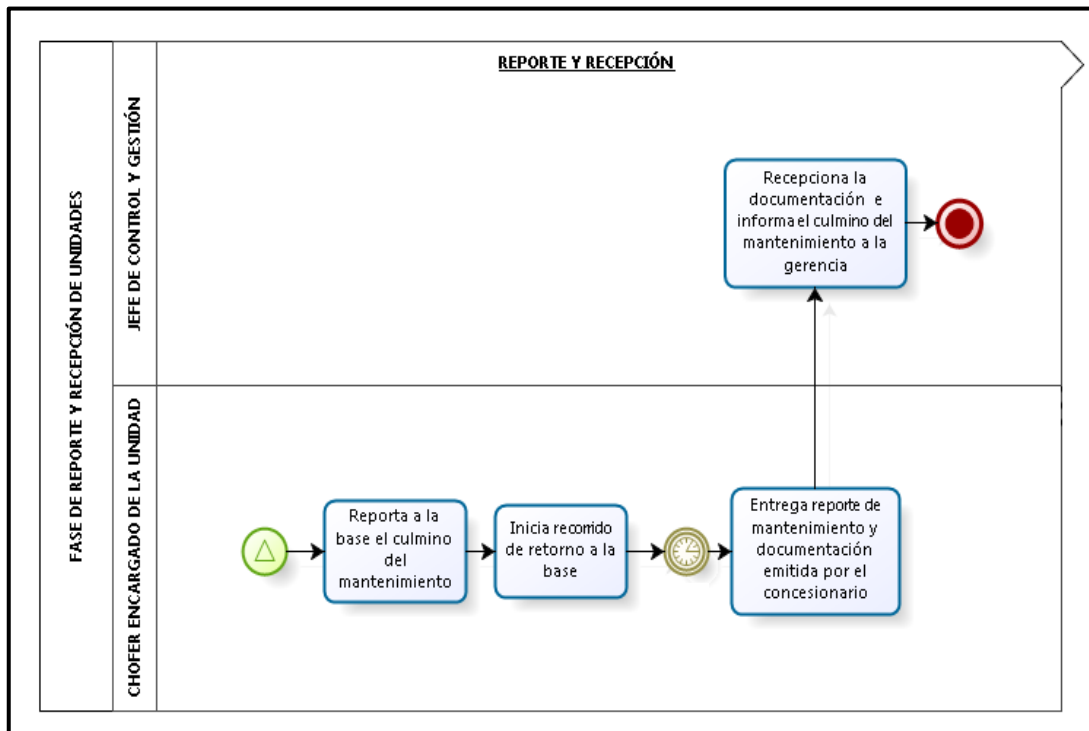 REPORTE Y RECEPCIÓN
FASE DE REPORTE Y RECEPCIÓN DE UNIDADES
JEFE DE CONTROL Y GESTIÓN
Recepciona la
documentación e
informa el culmino del
mantenimiento a la
gerencia
CHOFER ENCARGADO DE LA UNIDAD
Reporta a la
base el culmino
del
mantenimiento
Inicia recorrido
de retorno a la
base
Entrega reporte de
mantenimiento y
documentación
emitida por el
concesionario